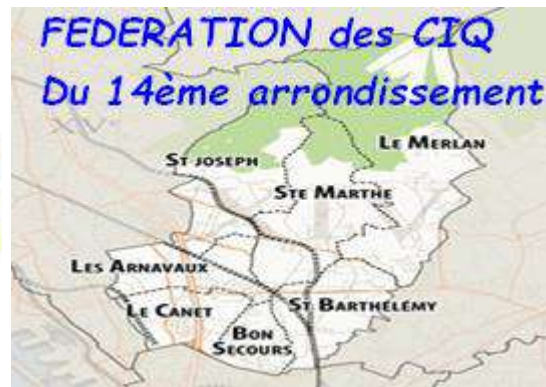 FEDERATION des CIQ
Du 14ème arrondissement
LE MERLAN
ST JOSEPH
STE MARTHE
LES ARNAVAUX
LE CANET
ST BARTHÉLÉMY
BON
SECOURS